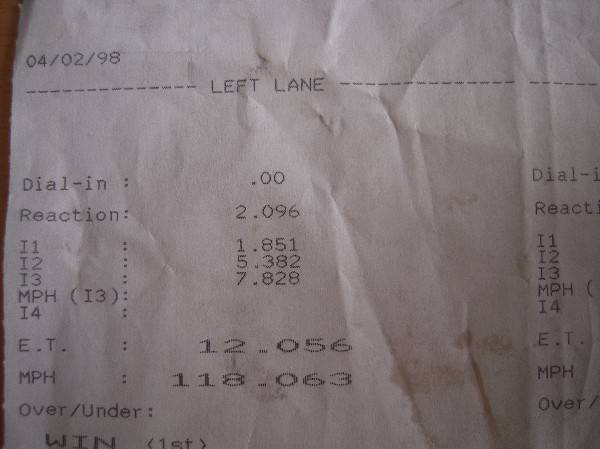 04/02/98
--------------- LEFT LANE --------------- ------
Dial-in : .00 Dial-i
Reaction: 2.096 Reacti
I1 : 1.851 I1
I2 : 5.382 I2
I3 : 7.828 I3
MPH (I3): MPH (
I4 : I4
E.T. : 12.056 E.T.
MPH : 118.063 MPH
Over/Under: Over/
WIN (1st)